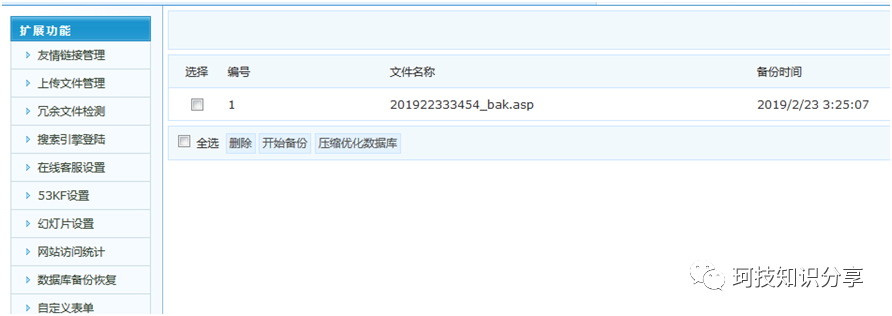 扩展功能
友情链接管理
上传文件管理
冗余文件检测
搜索引擎登陆
在线客服设置
53KF设置
幻灯片设置
网站访问统计
数据库备份恢复
自定义表单
选择 编号 文件名称 备份时间
1 201922333454_bak.asp 2019/2/23 3:25:07
全选 删除 开始备份 压缩优化数据库
珂技知识分享